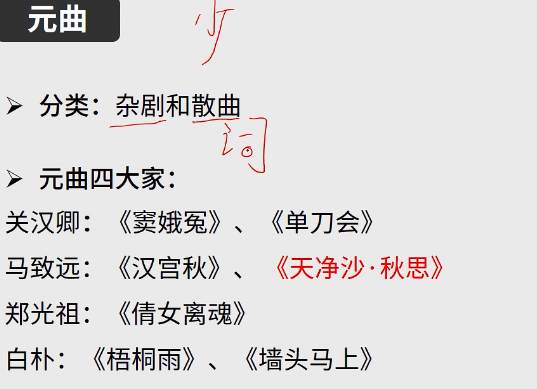 元曲
少
➢ 分类：杂剧和散曲
词
➢ 元曲四大家：
关汉卿：《窦娥冤》、《单刀会》
马致远：《汉宫秋》、《天净沙·秋思》
郑光祖：《倩女离魂》
白朴：《梧桐雨》、《墙头马上》